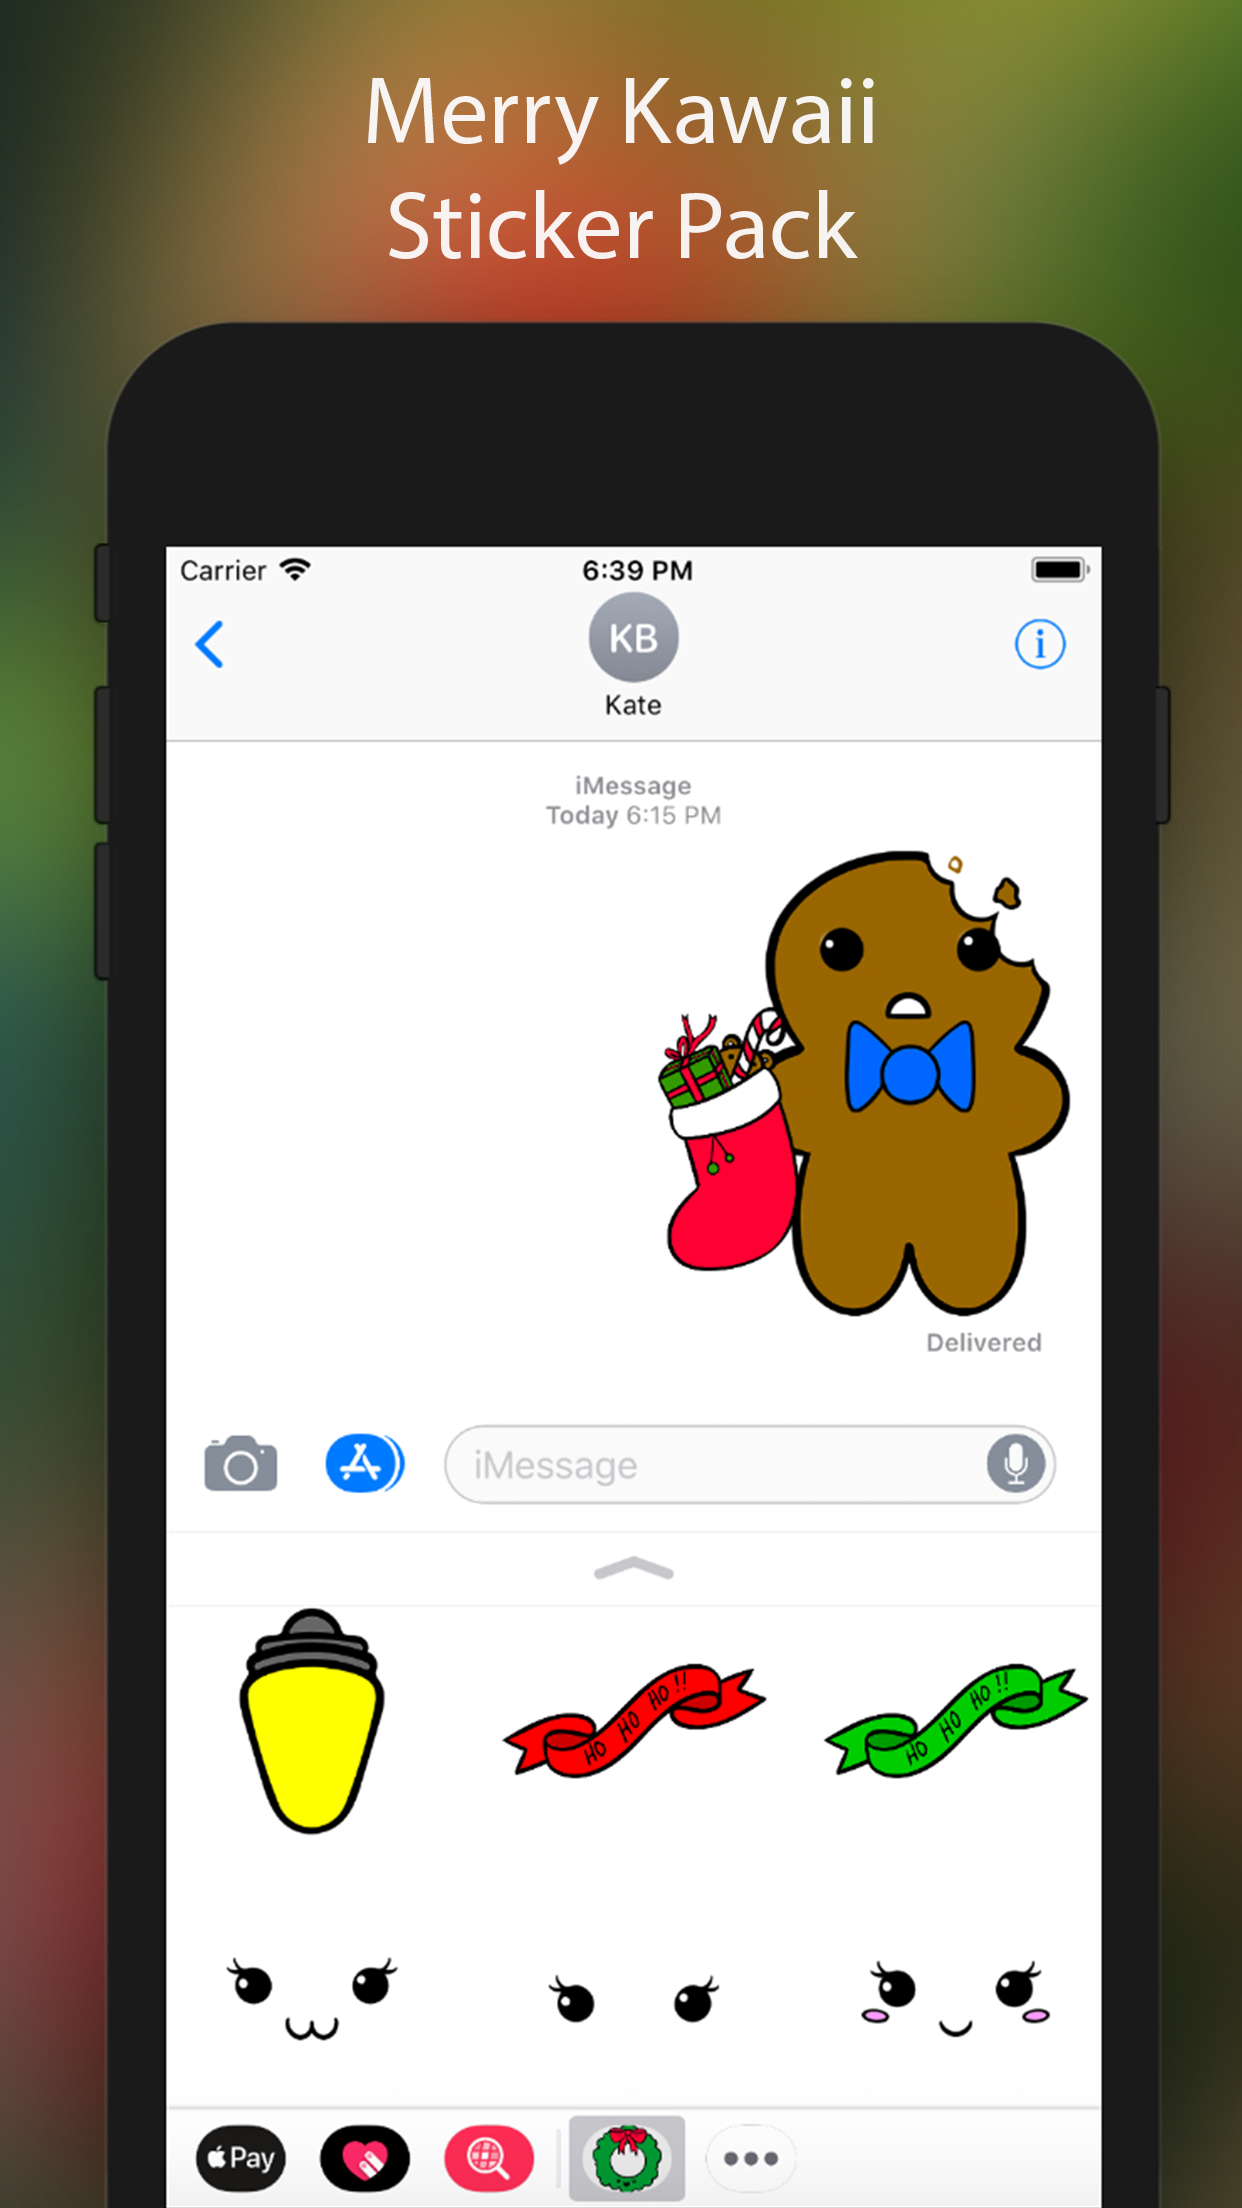 Merry Kawaii
Sticker Pack
Carrier 6:39 PM
KB
Kate
iMessage
Today 6:15 PM
Delivered
iMessage
HO HO HO!!
HO HO HO!!
Pay